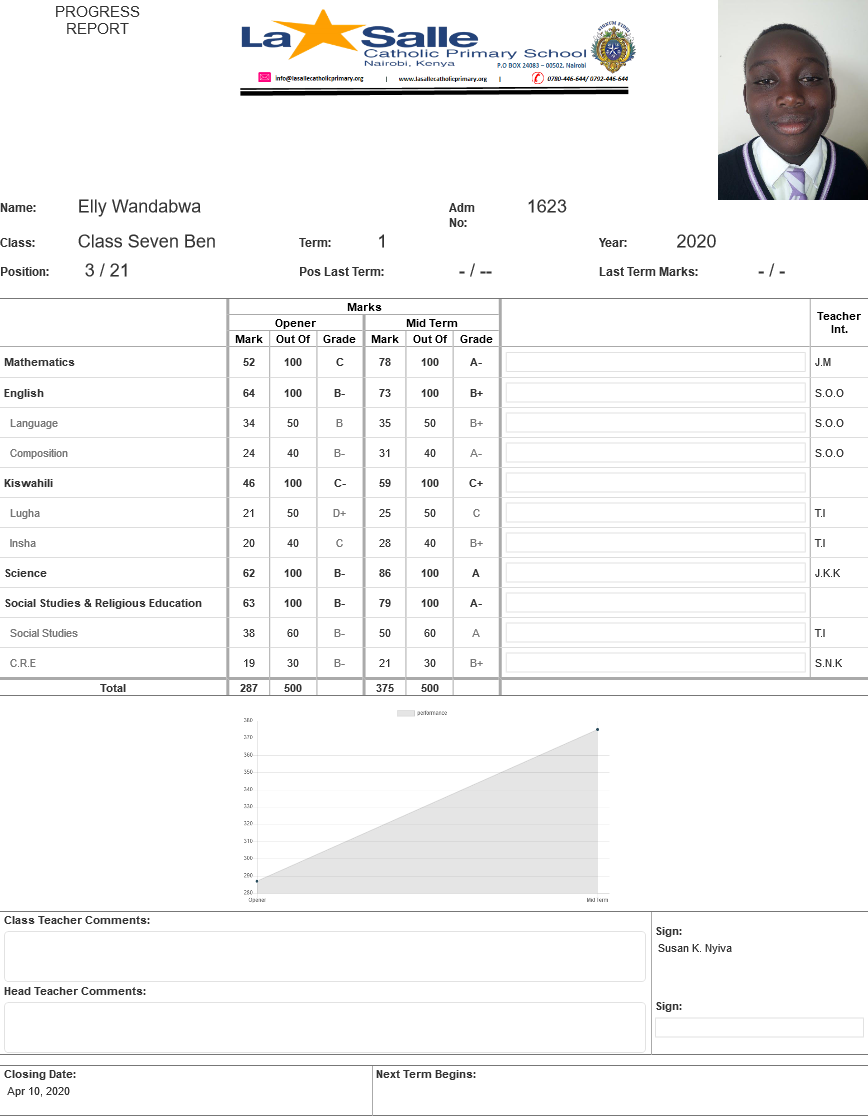 PROGRESS
REPORT
La Salle
Catholic Primary School
Nairobi, Kenya
P.O BOX 24083 – 00502. Nairobi
info@lasallecatholicprimary.org | www.lasallecatholicprimary.org | 0780-446-644/ 0792-446-644
Name: Elly Wandabwa Adm No: 1623
Class: Class Seven Ben Term: 1 Year: 2020
Position: 3 / 21 Pos Last Term: - / -- Last Term Marks: - / -
Marks
Opener Mid Term Teacher Int.
Mark Out Of Grade Mark Out Of Grade
Mathematics 52 100 C 78 100 A- J.M
English 64 100 B- 73 100 B+ S.O.O
Language 34 50 B 35 50 B+ S.O.O
Composition 24 40 B- 31 40 A- S.O.O
Kiswahili 46 100 C- 59 100 C+
Lugha 21 50 D+ 25 50 C T.I
Insha 20 40 C 28 40 B+ T.I
Science 62 100 B- 86 100 A J.K.K
Social Studies & Religious Education 63 100 B- 79 100 A-
Social Studies 38 60 B- 50 60 A T.I
C.R.E 19 30 B- 21 30 B+ S.N.K
Total 287 500 375 500
performance
380
370
360
350
340
330
320
310
300
290
280
Opener Mid Term
Class Teacher Comments:
Sign:
Susan K. Nyiva
Head Teacher Comments:
Sign:
Closing Date: Next Term Begins:
Apr 10, 2020